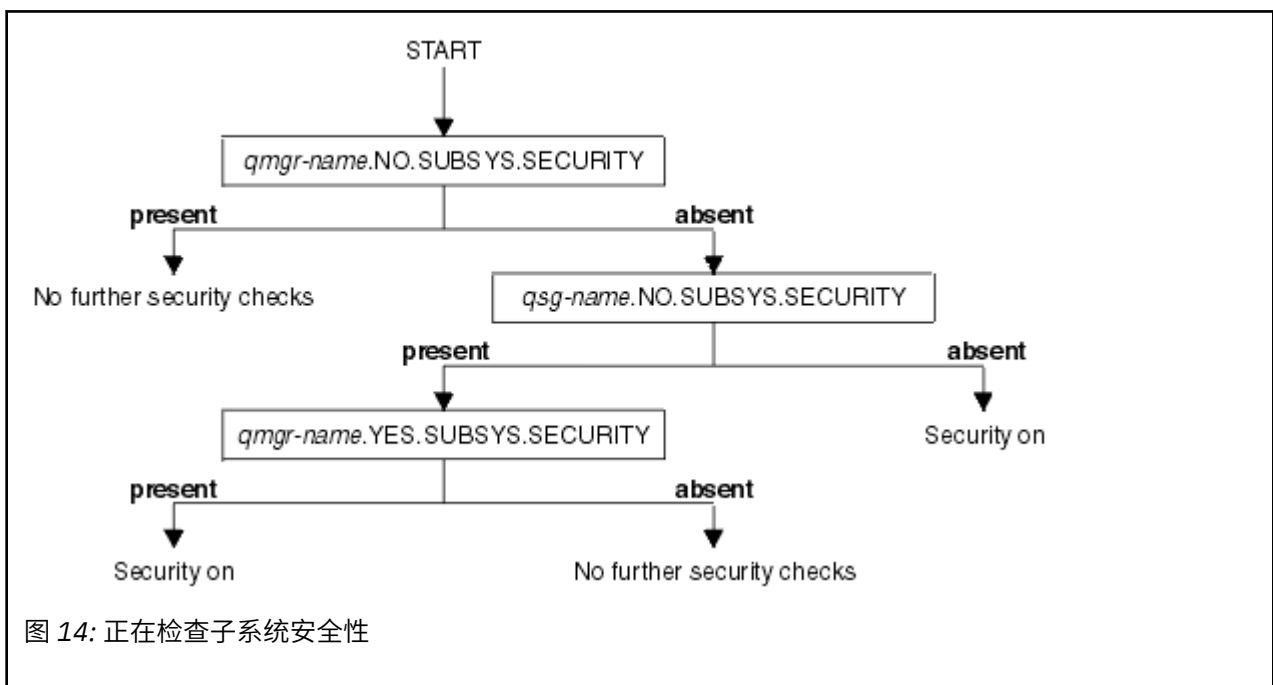 START
qmgr-name.NO.SUBSYS.SECURITY
present absent
No further security checks
qsg-name.NO.SUBSYS.SECURITY
present absent
qmgr-name.YES.SUBSYS.SECURITY
Security on
present absent
Security on No further security checks
图 14: 正在检查子系统安全性